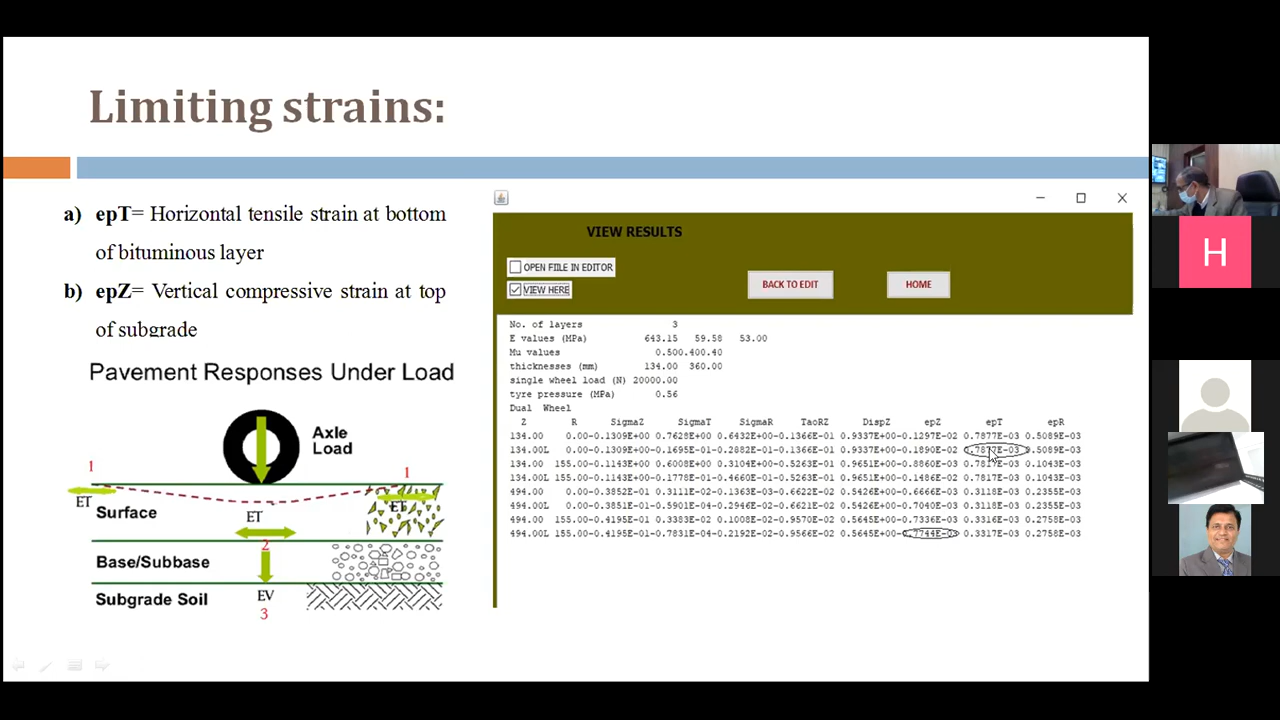 Limiting strains:
a) epT= Horizontal tensile strain at bottom
of bituminous layer
b) epZ= Vertical compressive strain at top
of subgrade
Pavement Responses Under Load
Axle
Load
1
1
ET
ET
ET
Surface
2
Base/Subbase
Subgrade Soil
EV
3
VIEW RESULTS
OPEN FIILE IN EDITOR
VIEW HERE
BACK TO EDIT
HOME
No. of layers 3
E values (MPa) 643.15 59.58 53.00
Mu values 0.500.400.40
thicknesses (mm) 134.00 360.00
single wheel load (N) 20000.00
tyre pressure (MPa) 0.56
Dual Wheel
Z R SigmaZ SigmaT SigmaR TaoRZ DispZ epZ epT epR
134.00 0.00-0.1309E+00 0.7628E+00 0.6432E+00-0.1366E-01 0.9337E+00-0.1297E-02 0.7877E-03 0.5089E-03
134.00L 0.00-0.1309E+00-0.1695E-01-0.2881E-01-0.1366E-01 0.9337E+00-0.1890E-02 0.7877E-03 0.5089E-03
134.00 155.00-0.1143E+00 0.6008E+00 0.3104E+00-0.5263E-01 0.9651E+00-0.8860E-03 0.7817E-03 0.1043E-03
134.00L 155.00-0.1143E+00-0.1778E-01-0.4660E-01-0.5263E-01 0.9651E+00-0.1486E-02 0.7817E-03 0.1043E-03
494.00 0.00-0.3852E-01 0.3111E-02-0.1363E-03-0.6622E-02 0.5426E+00-0.6666E-03 0.3118E-03 0.2355E-03
494.00L 0.00-0.3851E-01-0.5901E-04-0.2946E-02-0.6621E-02 0.5426E+00-0.7040E-03 0.3118E-03 0.2355E-03
494.00 155.00-0.4195E-01 0.3383E-02 0.1008E-02-0.9570E-02 0.5645E+00-0.7336E-03 0.3316E-03 0.2758E-03
494.00L 155.00-0.4195E-01-0.7831E-04-0.2192E-02-0.9566E-02 0.5645E+00-0.7744E-03 0.3317E-03 0.2758E-03
H